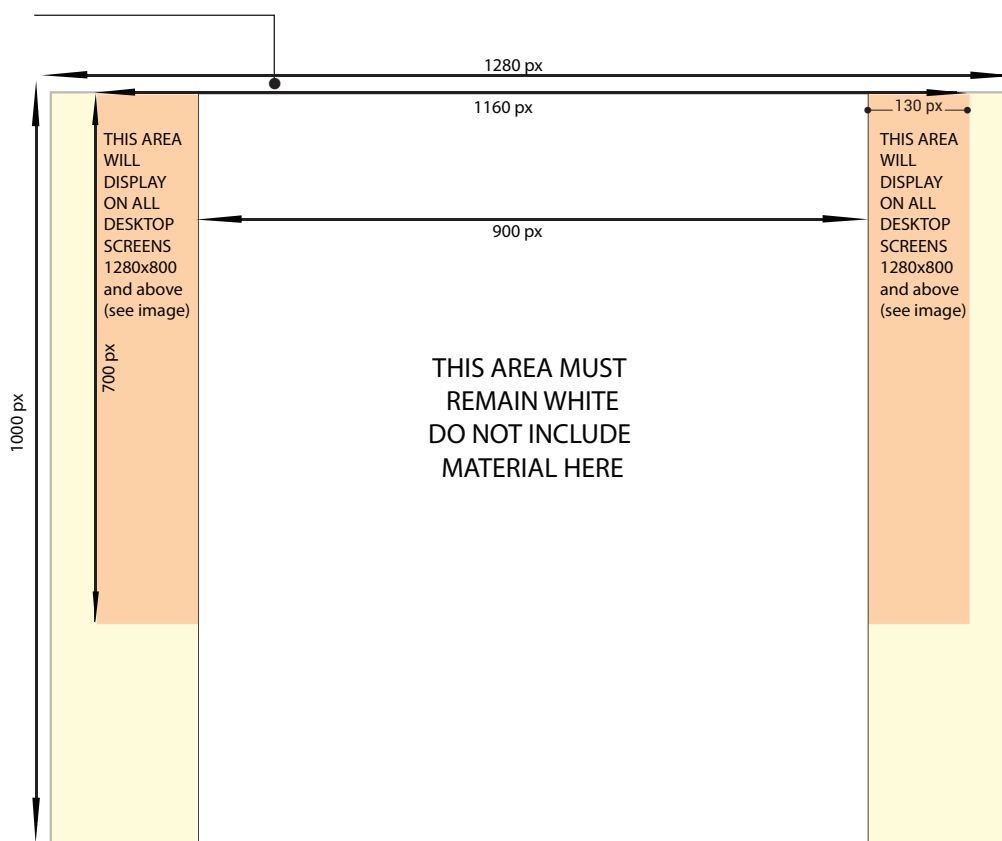 1280 px
1160 px
130 px
THIS AREA
WILL
DISPLAY
ON ALL
DESKTOP
SCREENS
1280x800
and above
(see image)
THIS AREA
WILL
DISPLAY
ON ALL
DESKTOP
SCREENS
1280x800
and above
(see image)
900 px
700 px
1000 px
THIS AREA MUST
REMAIN WHITE
DO NOT INCLUDE
MATERIAL HERE